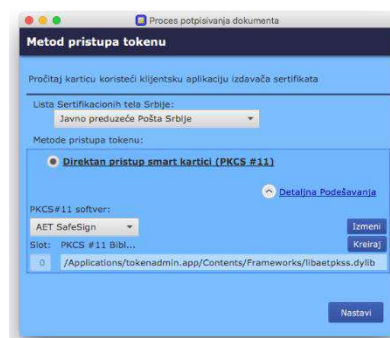 Proces potpisivanja dokumenta
Metod pristupa tokenu
Pročitaj karticu koristeći klijentsku aplikaciju izdavača sertifikata
Lista Sertifikacionih tela Srbije:
Javno preduzeće Pošta Srbije
Metode pristupa tokenu:
Direktan pristup smart kartici (PKCS #11)
Detaljna Podešavanja
PKCS#11 softver:
AET SafeSign
Izmeni
Slot: PKCS #11 Bibl...
Kreiraj
0 /Applications/tokenadmin.app/Contents/Frameworks/libaetpkss.dylib
Nastavi